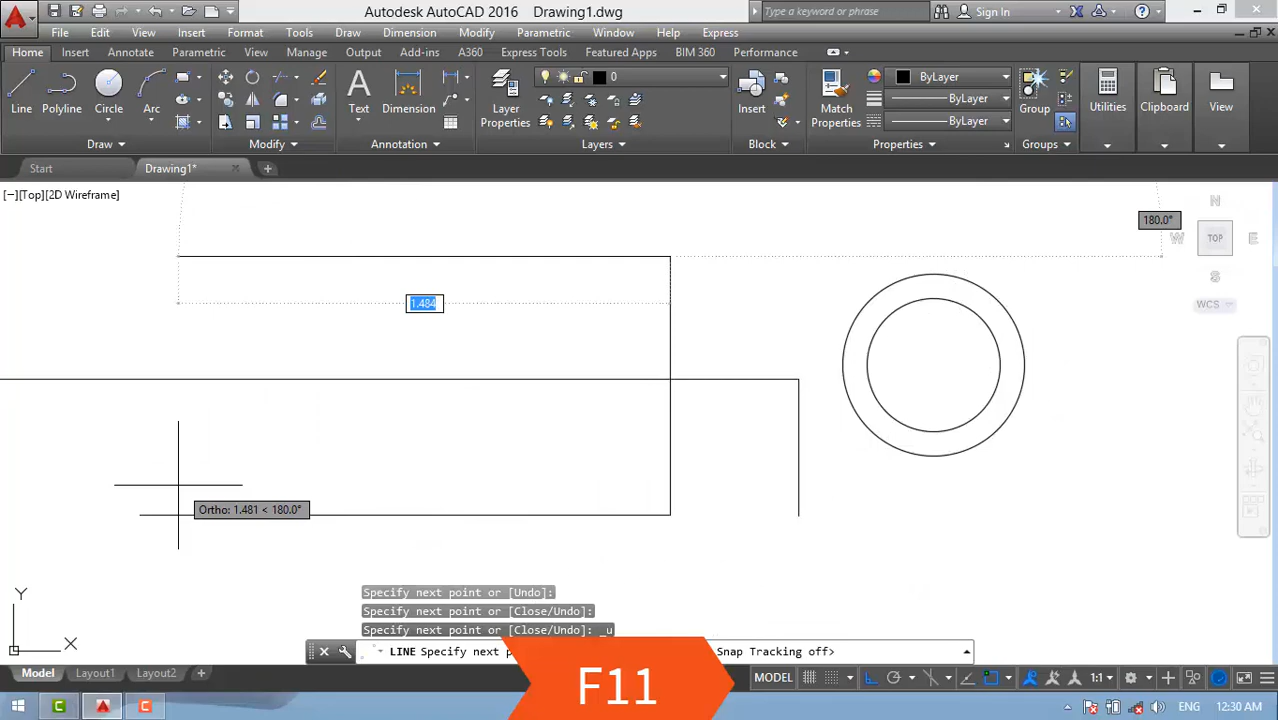 Autodesk AutoCAD 2016 Drawing1.dwg
Type a keyword or phrase
Sign In
File Edit View Insert Format Tools Draw Dimension Modify Parametric Window Help Express
Home Insert Annotate Parametric View Manage Output Add-ins A360 Express Tools Featured Apps BIM 360 Performance
0
ByLayer
ByLayer
ByLayer
Line Polyline Circle Arc Text Dimension Layer Properties Insert Match Properties Group Utilities Clipboard View
Draw Modify Annotation Layers Block Properties Groups
Start Drawing1*
[−][Top][2D Wireframe]
N
180.0°
W TOP E
S
WCS
1.484
Ortho: 1.481 < 180.0°
Y
X
Specify next point or [Undo]:
Specify next point or [Close/Undo]:
Specify next point or [Close/Undo]: _u
LINE Specify next p
Snap Tracking off>
F11
Model Layout1 Layout2
MODEL
1:1
ENG 12:30 AM